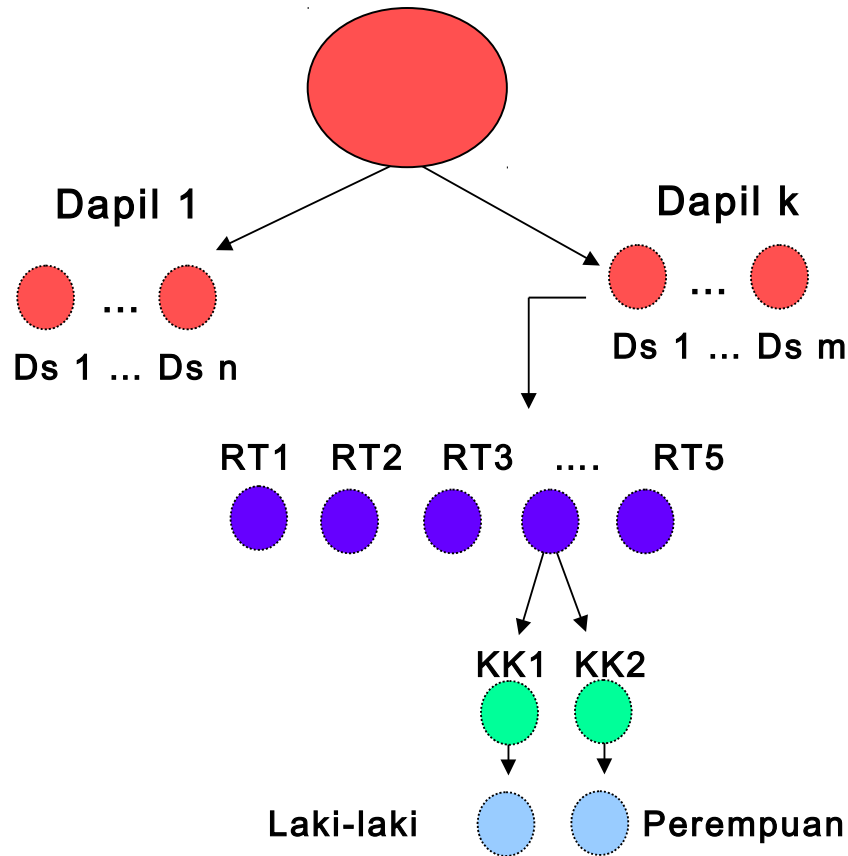 Dapil 1
Dapil k
...
...
Ds 1 ... Ds n
Ds 1 ... Ds m
RT1 RT2 RT3 .... RT5
KK1 KK2
Laki-laki Perempuan